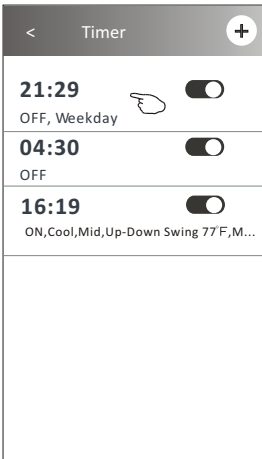 < Timer +
21:29
OFF, Weekday
04:30
OFF
16:19
ON,Cool,Mid,Up-Down Swing 77°F,M...